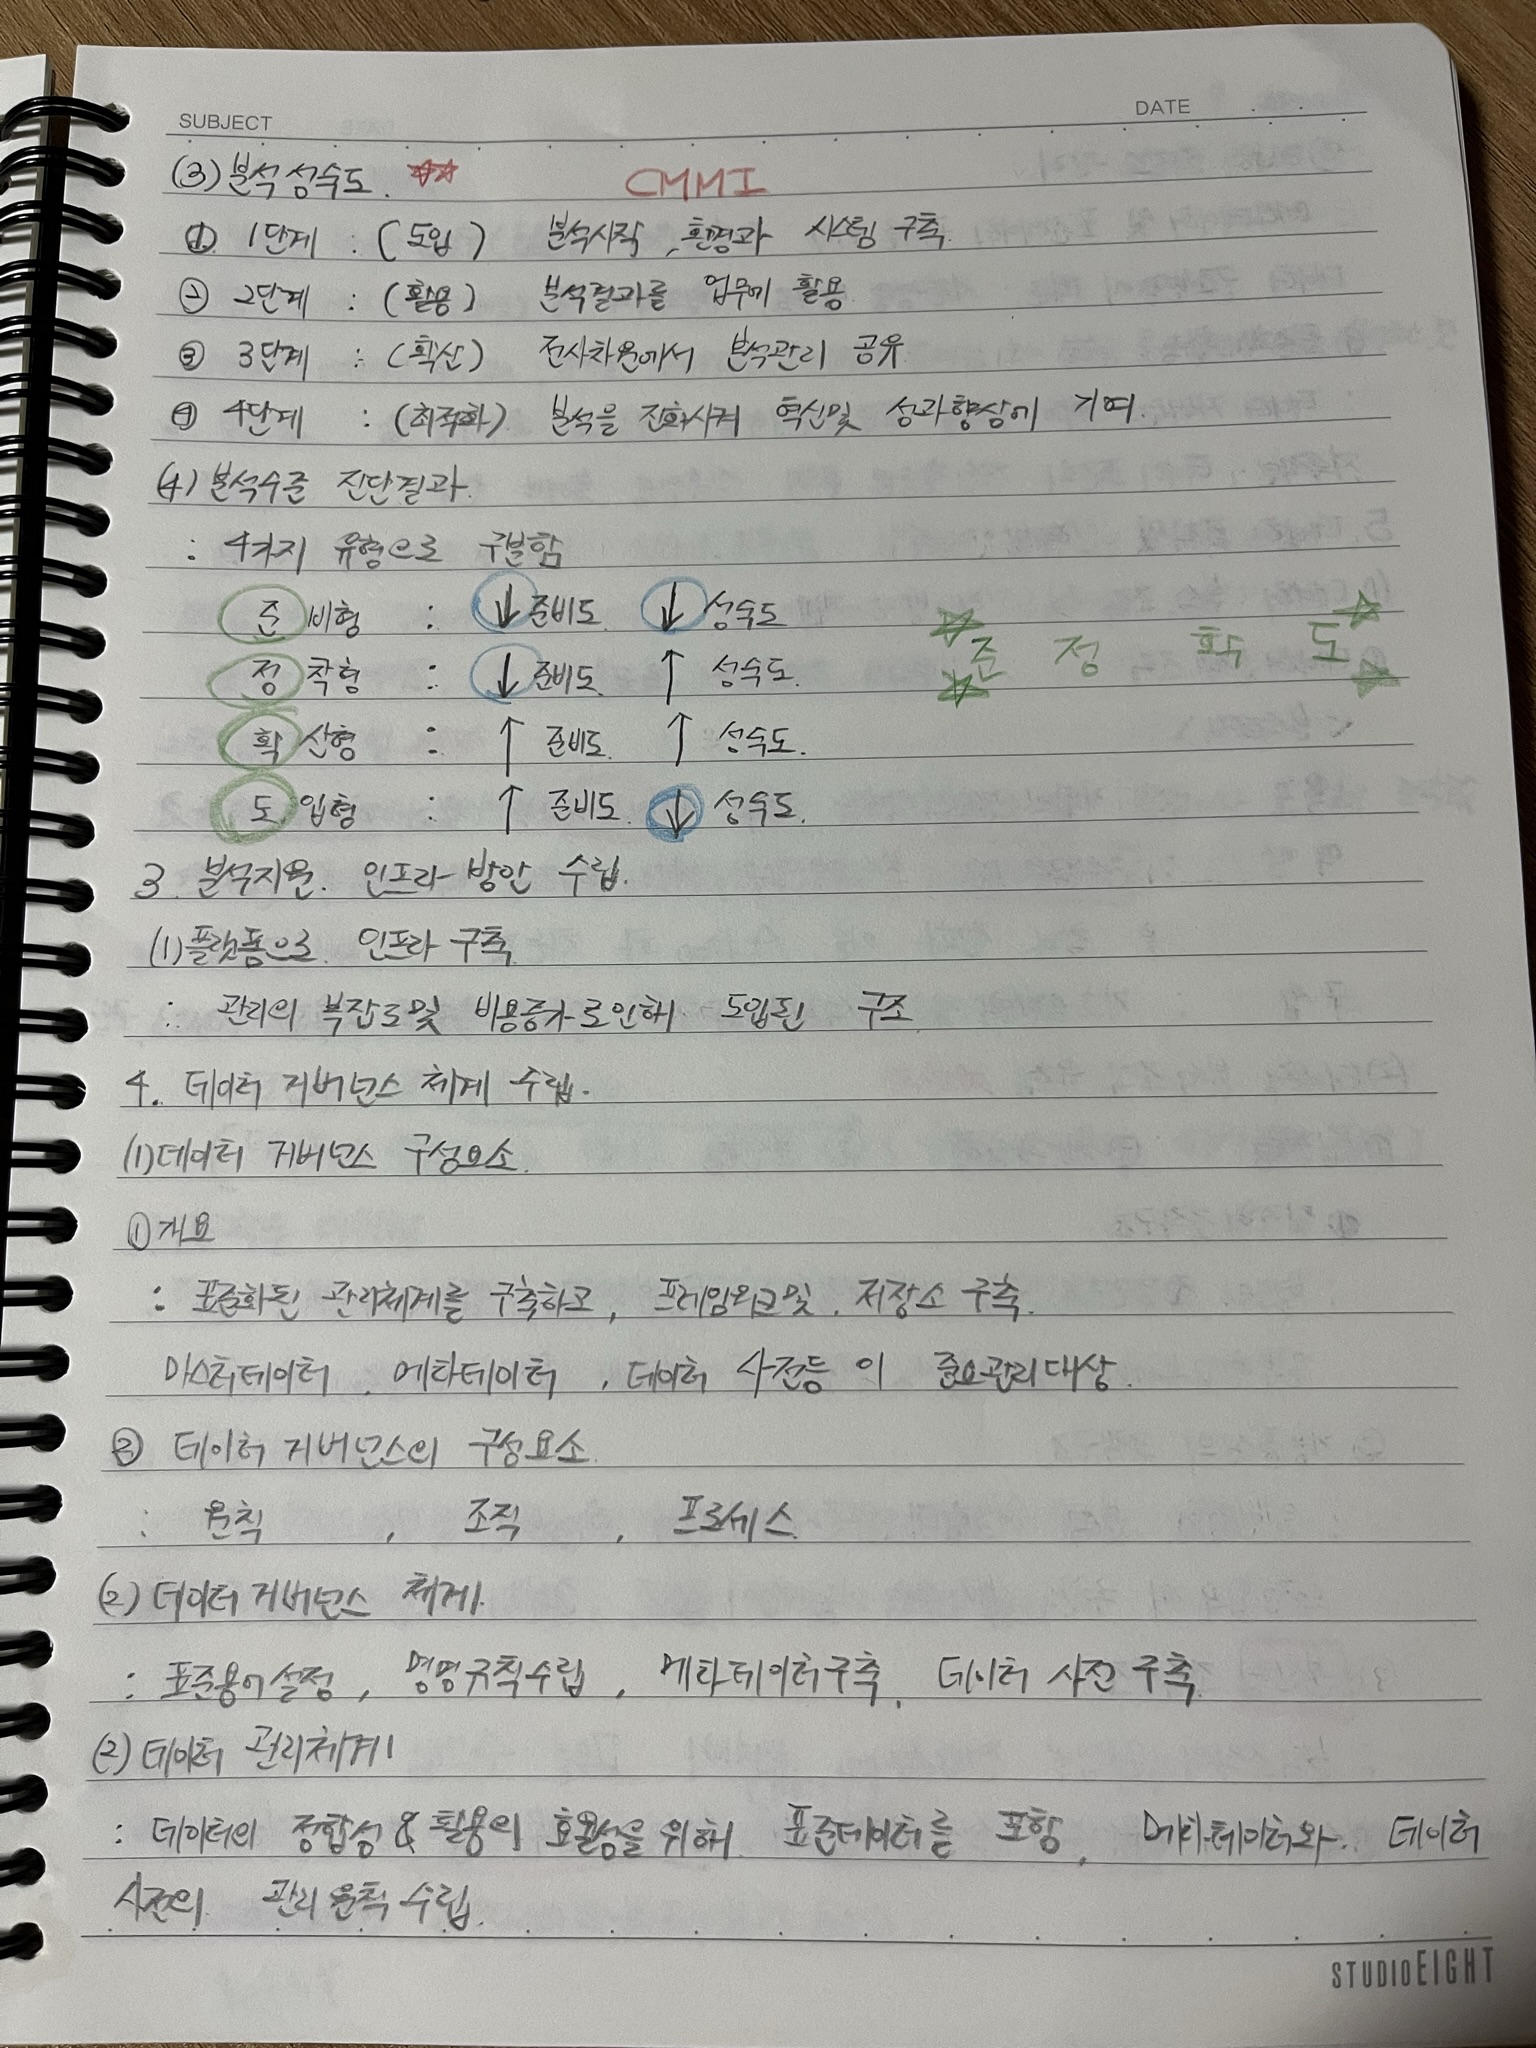 SUBJECT
DATE
(3) 분석 성숙도. ☆☆ CMMI
① 1단계 : (도입) 분석시작, 환경과 시스템 구축.
② 2단계 : (활용) 분석결과를 업무에 활용
③ 3단계 : (확산) 전사차원에서 분석관리 공유
④ 4단계 : (최적화) 분석을 진화시켜 혁신및 성과향상에 기여.
(4) 분석수준 진단결과.
: 4가지 유형으로 구분함
준비형 : ↓ 준비도. ↓ 성숙도
정착형 : ↓ 준비도. ↑ 성숙도.
☆ 준 정 확 도 ☆
확산형 : ↑ 준비도. ↑ 성숙도.
도입형 : ↑ 준비도. ↓ 성숙도.
3. 분석지원. 인프라 방안 수립.
(1) 플랫폼으로. 인프라 구축
: 관리의 복잡도및 비용증가로인해 도입된 구조
4. 데이터 거버넌스 체계 수립.
(1) 데이터 거버넌스 구성요소.
① 개요
: 표준화된 관리체계를 구축하고, 프레임워크및, 저장소 구축.
마스터데이터, 메타데이터, 데이터 사전등 이 중요관리대상.
② 데이터 거버넌스의 구성요소.
: 원칙, 조직, 프로세스.
(2) 데이터 거버넌스 체계.
: 표준용어 설정, 명명규칙수립, 메타데이터구축, 데이터 사전 구축.
(2) 데이터 관리체계
: 데이터의 정합성 & 활용의 효율성을 위해 표준데이터를 포함, 메타데이터와. 데이터
사전의 관리 원칙 수립.
STUDIOEIGHT